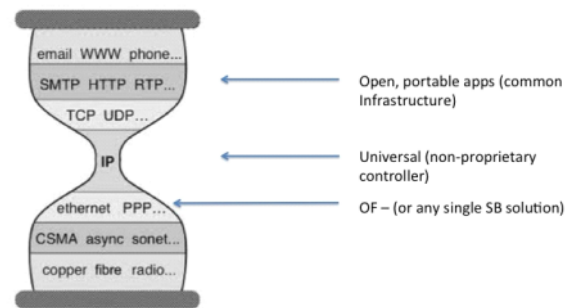 email WWW phone...
SMTP HTTP RTP...
TCP UDP...
IP
ethernet PPP...
CSMA async sonet...
copper fibre radio...
Open, portable apps (common
Infrastructure)
Universal (non-proprietary
controller)
OF – (or any single SB solution)